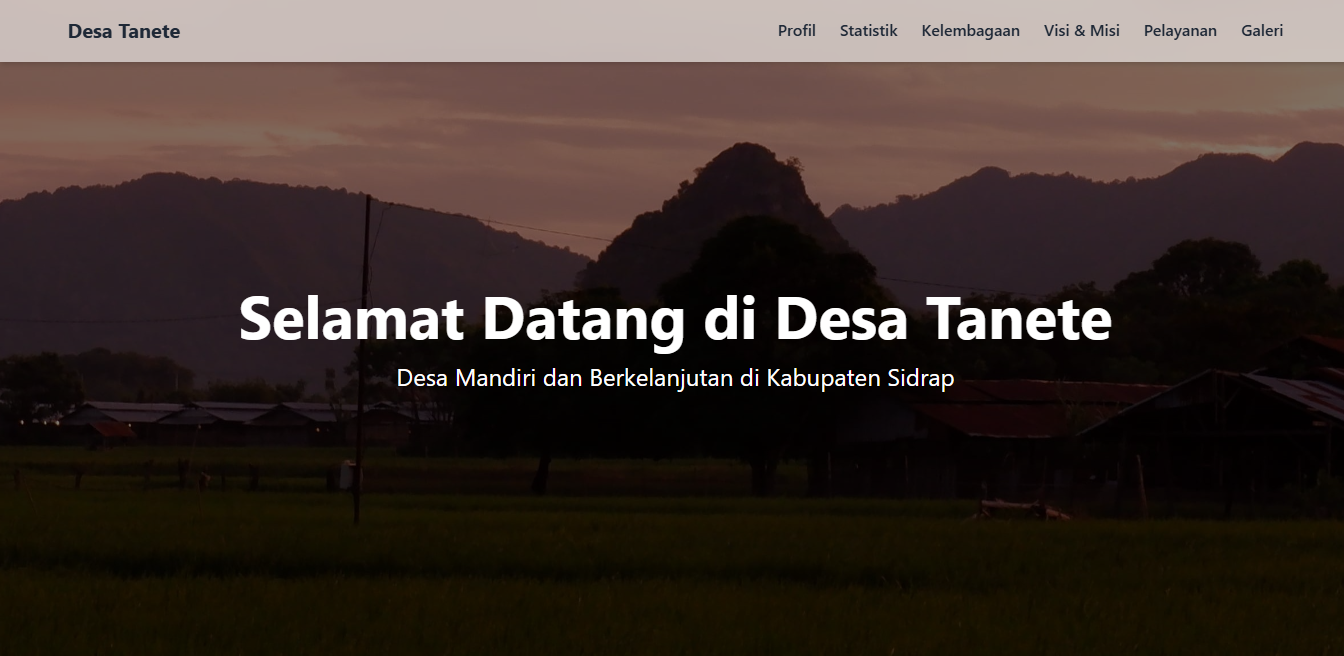 Desa Tanete
Profil Statistik Kelembagaan Visi & Misi Pelayanan Galeri
Selamat Datang di Desa Tanete
Desa Mandiri dan Berkelanjutan di Kabupaten Sidrap